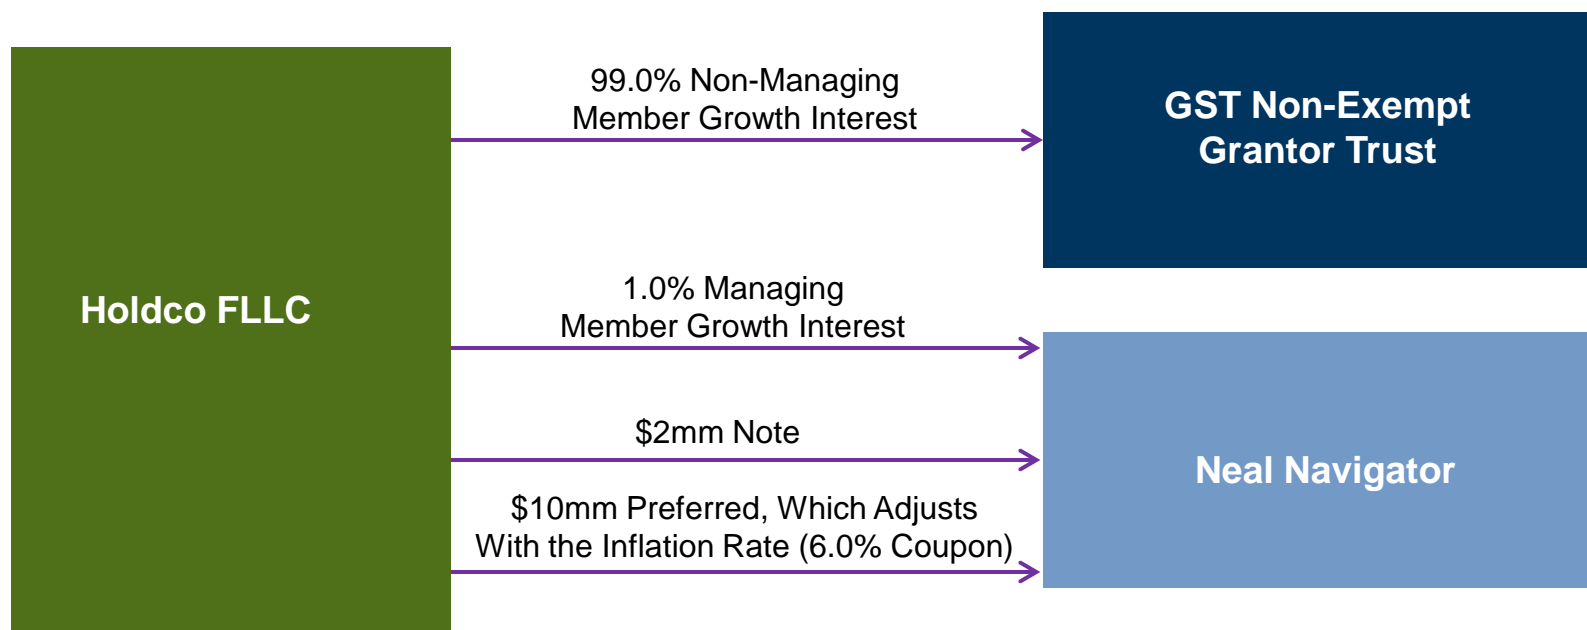 99.0% Non-Managing
Member Growth Interest
GST Non-Exempt
Grantor Trust
Holdco FLLC
1.0% Managing
Member Growth Interest
$2mm Note
Neal Navigator
$10mm Preferred, Which Adjusts
With the Inflation Rate (6.0% Coupon)